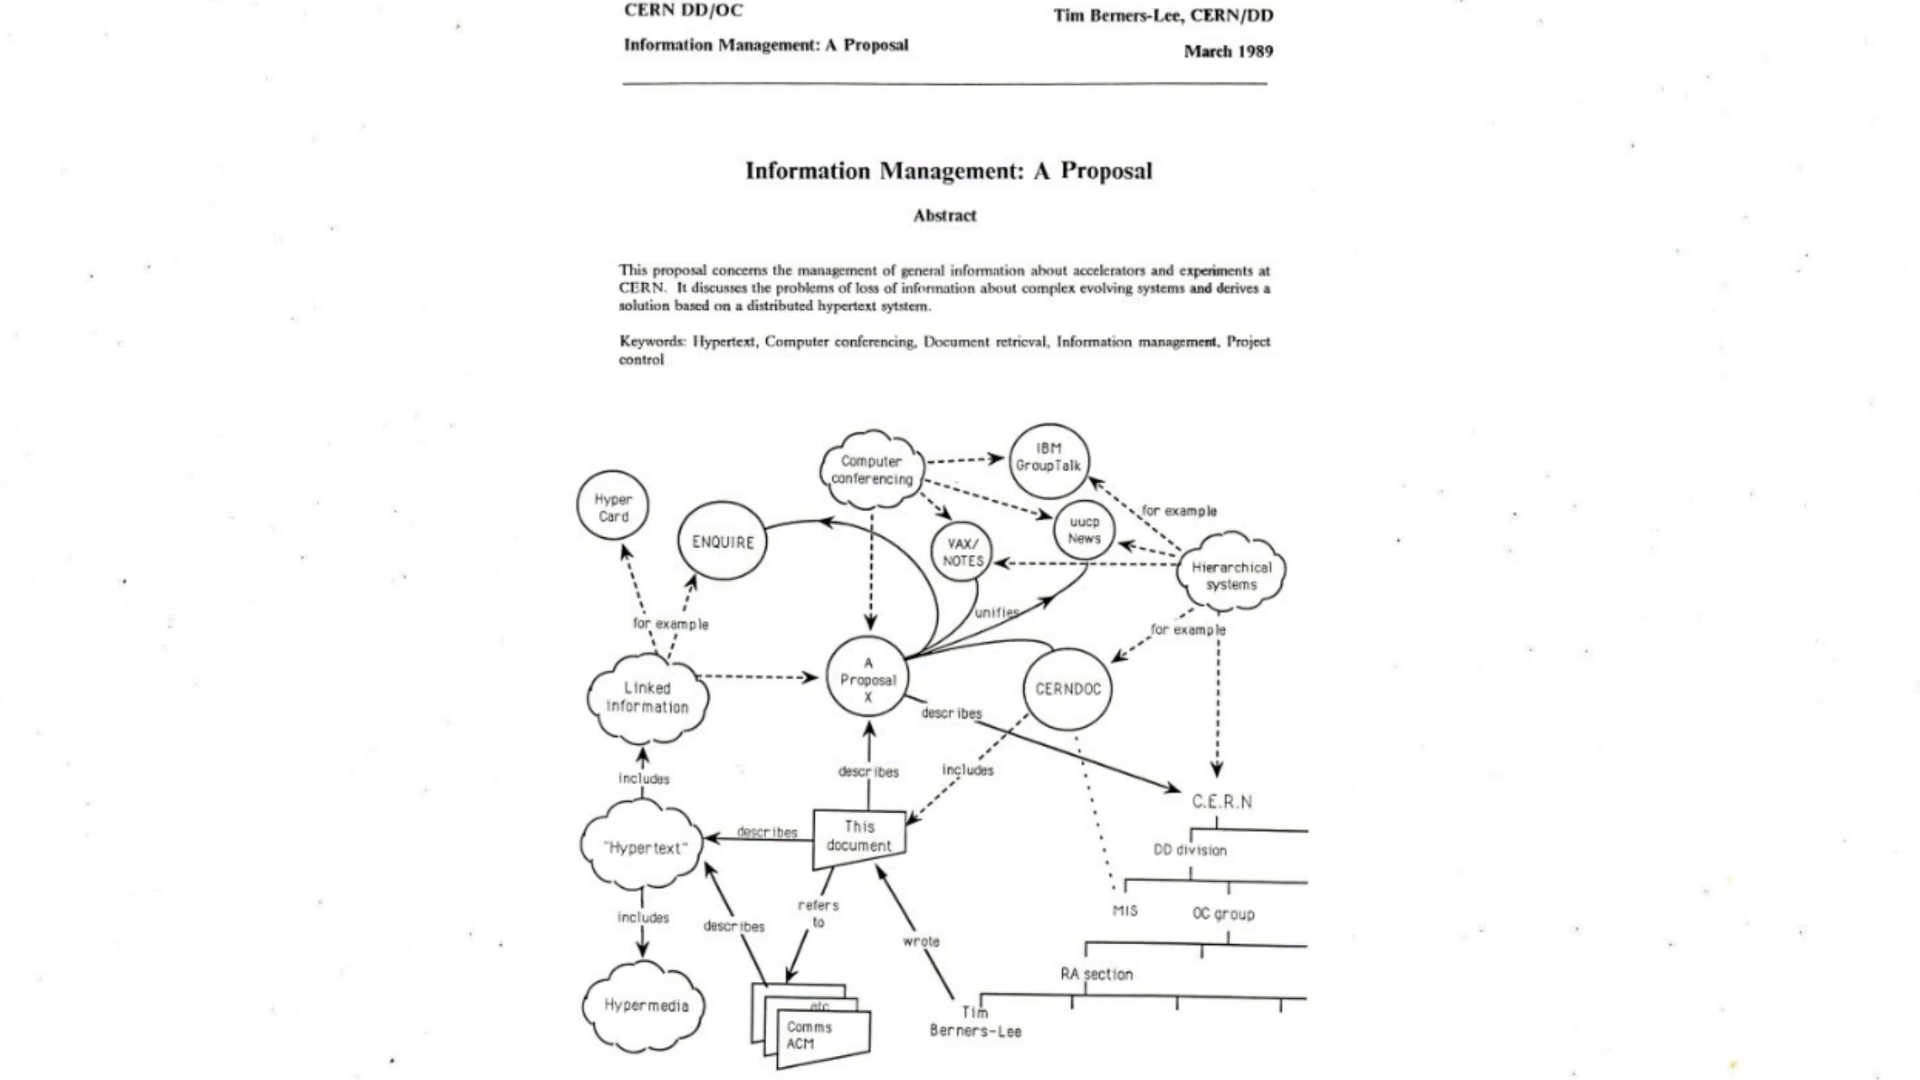 CERN DD/OC
Tim Berners-Lee, CERN/DD
Information Management: A Proposal
March 1989
Information Management: A Proposal
Abstract
This proposal concerns the management of general information about accelerators and experiments at
CERN. It discusses the problems of loss of information about complex evolving systems and derives a
solution based on a distributed hypertext sytstem.
Keywords: Hypertext, Computer conferencing, Document retrieval, Information management, Project
control
IBM
GroupTalk
Computer
conferencing
Hyper
Card
for example
uucp
News
ENQUIRE
VAX/
NOTES
Hierarchical
systems
unifies
for example
for example
A
Proposal
X
Linked
information
CERNDOC
describes
includes
describes
includes
C.E.R.N
This
document
describes
"Hypertext"
DD division
refers
to
MIS
OC group
includes
describes
wrote
RA section
Hypermedia
etc
Tim
Berners-Lee
Comms
ACM